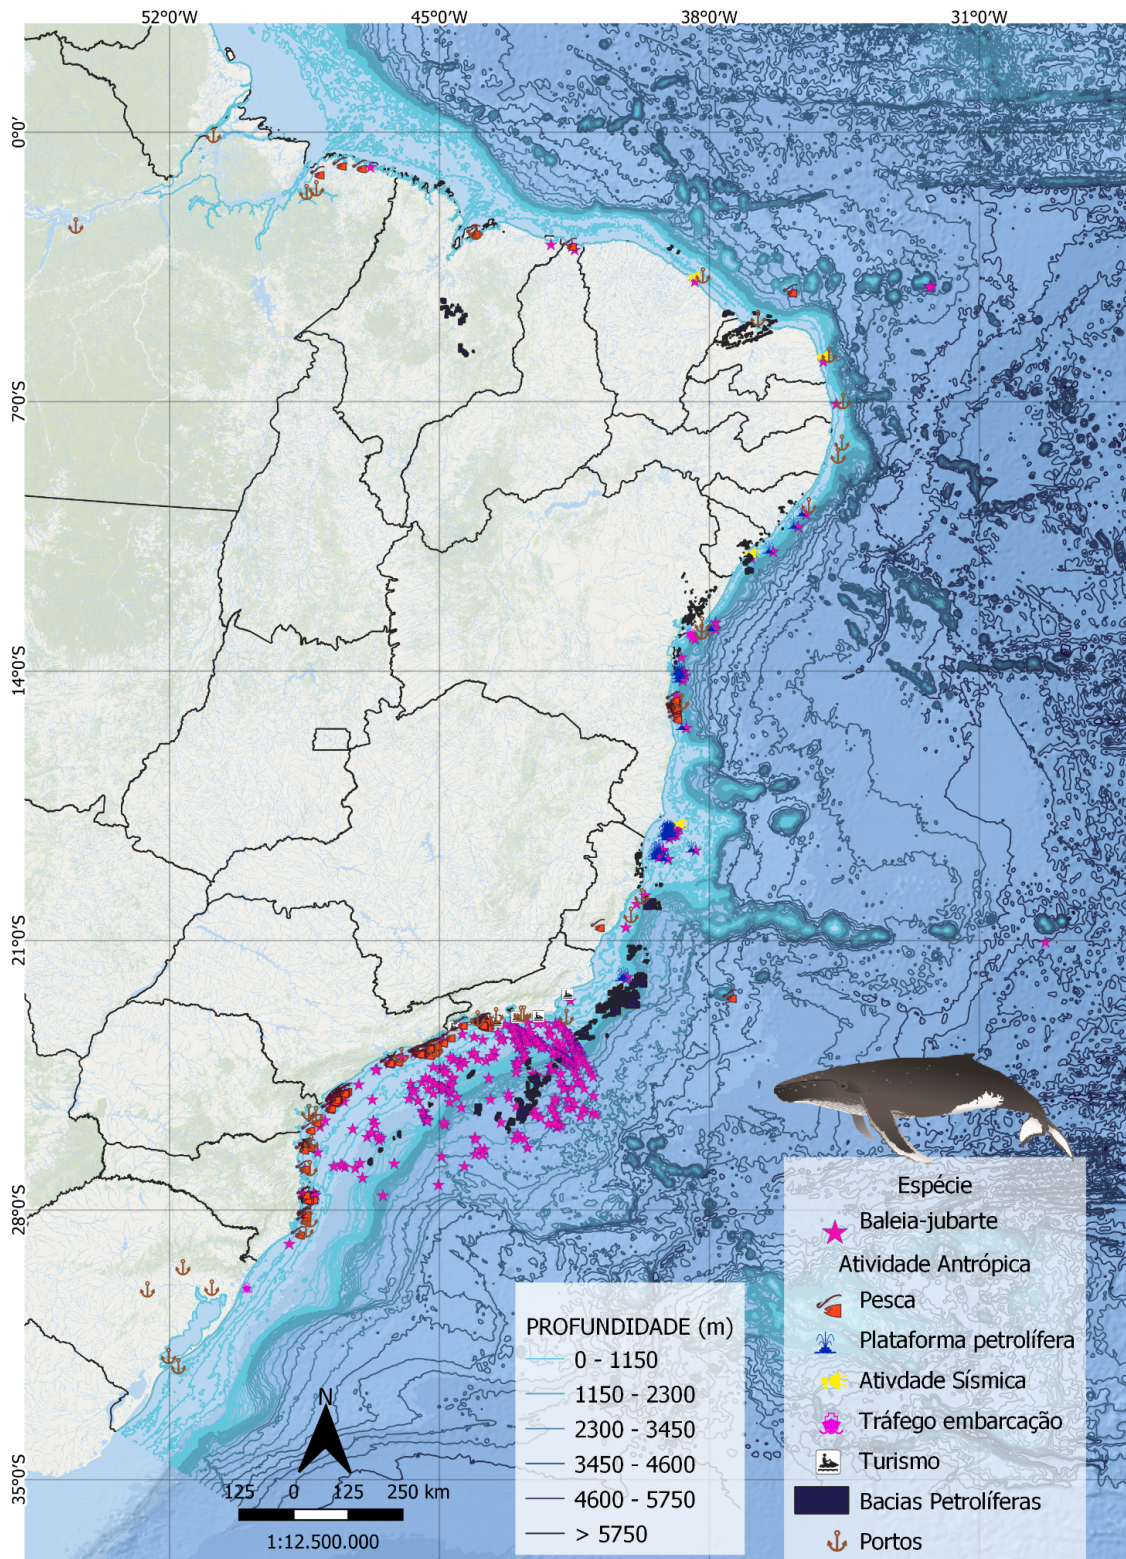 52°0'W 45°0'W 38°0'W 31°0'W
0°0'
7°0'S
14°0'S
21°0'S
28°0'S
35°0'S
Espécie
Baleia-jubarte
Atividade Antrópica
Pesca
Plataforma petrolífera
Ativdade Sísmica
Tráfego embarcação
Turismo
Bacias Petrolíferas
Portos
PROFUNDIDADE (m)
0 - 1150
1150 - 2300
2300 - 3450
3450 - 4600
4600 - 5750
> 5750
N
125 0 125 250 km
1:12.500.000